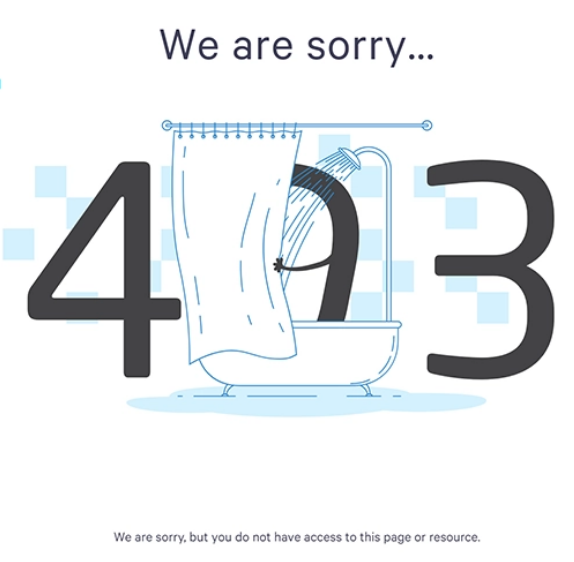 We are sorry...
403
We are sorry, but you do not have access to this page or resource.